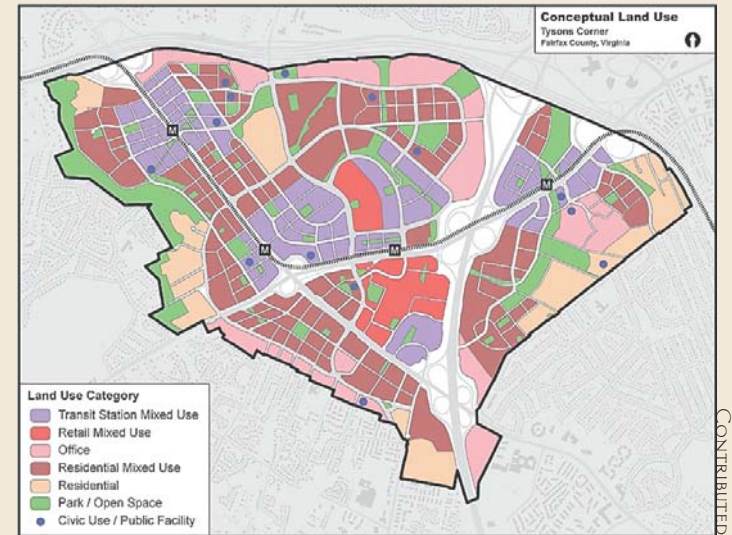 Conceptual Land Use
Tysons Corner
Fairfax County, Virginia
M
M
M
M
Land Use Category
Transit Station Mixed Use
Retail Mixed Use
Office
Residential Mixed Use
Residential
Park / Open Space
Civic Use / Public Facility
CONTRIBUTED